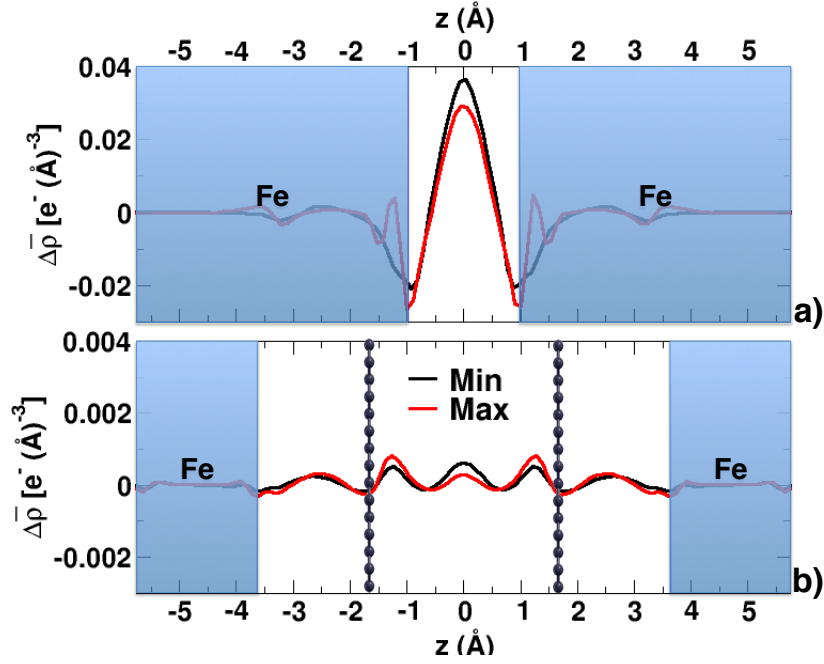 z (Å)
-5 -4 -3 -2 -1 0 1 2 3 4 5
0.04
0.02
0
-0.02
Δρ̅ [e⁻ (Å)⁻³]
Fe Fe
a)
0.004
0.002
0
-0.002
Δρ̅ [e⁻ (Å)⁻³]
Min
Max
Fe Fe
b)
-5 -4 -3 -2 -1 0 1 2 3 4 5
z (Å)